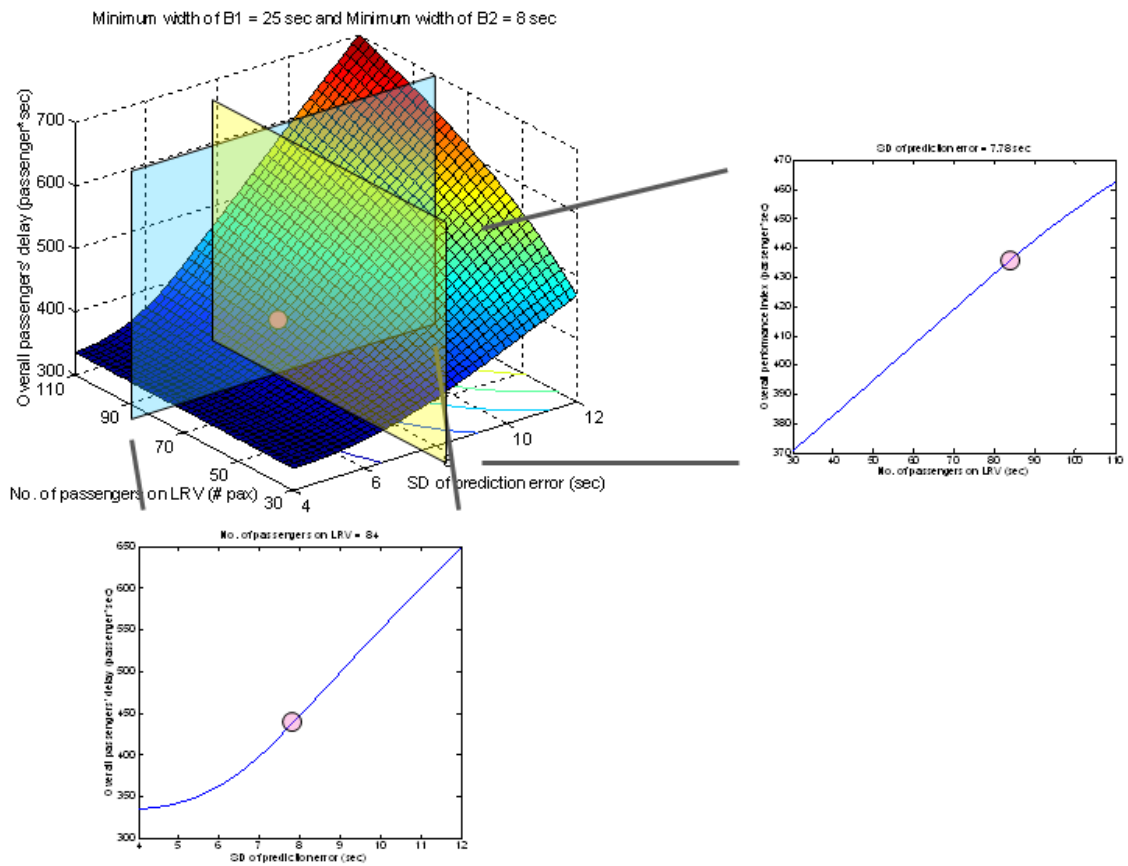 Minimum width of B1 = 25 sec and Minimum width of B2 = 8 sec
Overall passengers' delay (passenger*sec)
700
600
500
400
300
110
90
70
50
30
4
6
10
12
No. of passengers on LRV (# pax)
SD of prediction error (sec)
SD of prediction error = 7.78 sec
Overall performance index (passenger*sec)
470
460
450
440
430
420
410
400
390
380
370
30 40 50 60 70 80 90 100 110
No. of passengers on LRV (sec)
No. of passengers on LRV = 84
Overall passengers' delay (passenger*sec)
650
600
550
500
450
400
350
300
4 5 6 7 8 9 10 11 12
SD of prediction error (sec)